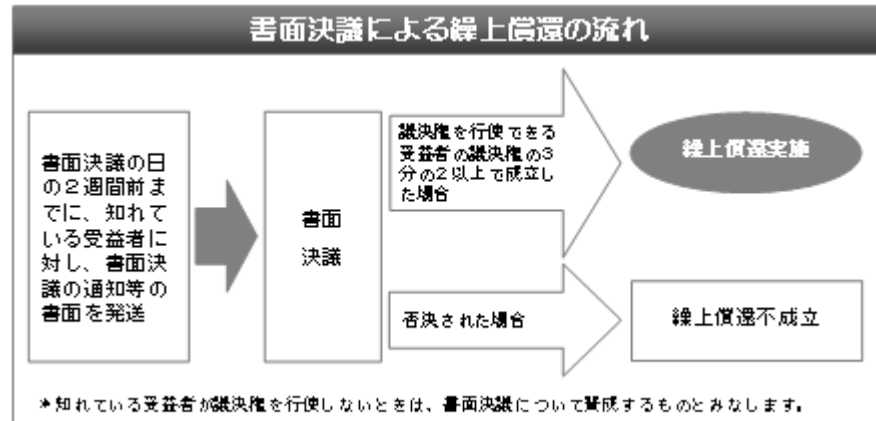 書面決議による繰上償還の流れ
書面決議の日
の２週間前ま
でに、知れて
いる受益者に
対し、書面決
議の通知等の
書面を発送
書面
決議
議決権を行使できる
受益者の議決権の3
分の2以上で成立し
た場合
繰上償還実施
否決された場合
繰上償還不成立
＊知れている受益者が議決権を行使しないときは、書面決議について賛成するものとみなします。